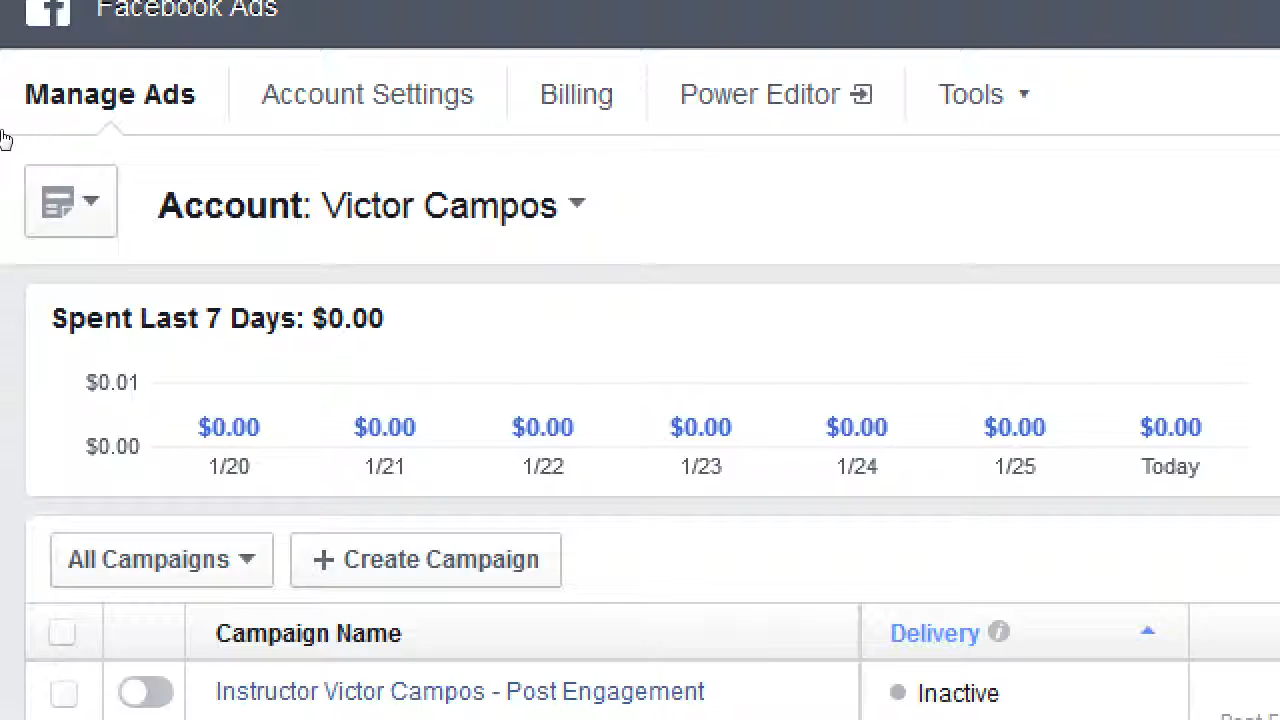 Facebook Ads
Manage Ads Account Settings Billing Power Editor Tools
Account: Victor Campos
Spent Last 7 Days: $0.00
$0.01
$0.00 $0.00 $0.00 $0.00 $0.00 $0.00 $0.00
$0.00
1/20 1/21 1/22 1/23 1/24 1/25 Today
All Campaigns + Create Campaign
Campaign Name Delivery
Instructor Victor Campos - Post Engagement Inactive